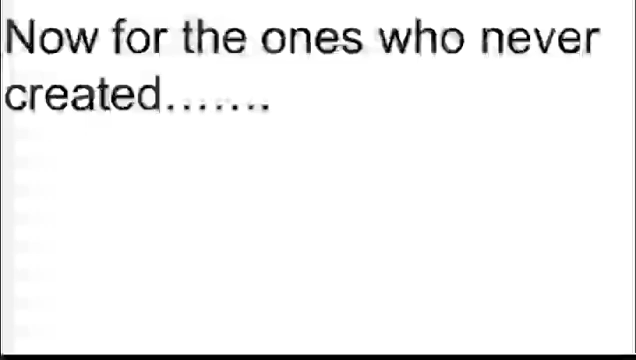 Now for the ones who never
created.......